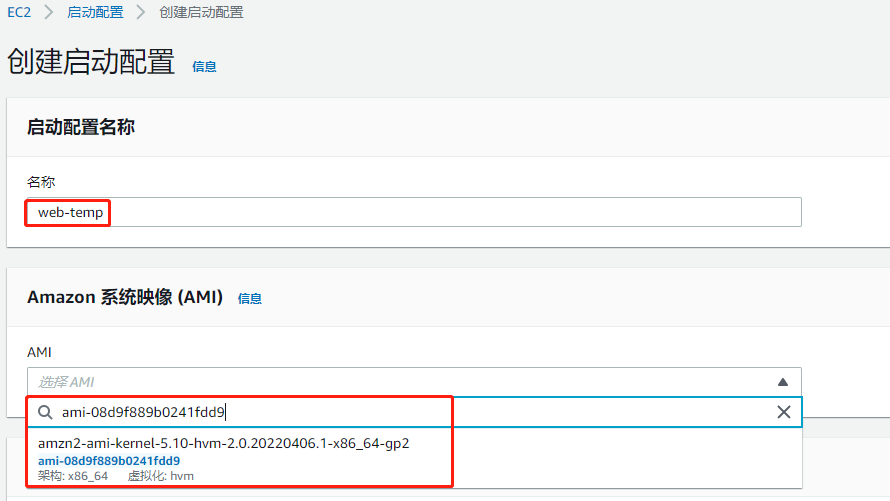 EC2 > 启动配置 > 创建启动配置
创建启动配置 信息
启动配置名称
名称
web-temp
Amazon 系统映像 (AMI) 信息
AMI
选择 AMI
ami-08d9f889b0241fdd9
amzn2-ami-kernel-5.10-hvm-2.0.20220406.1-x86_64-gp2
ami-08d9f889b0241fdd9
架构: x86_64 虚拟化: hvm